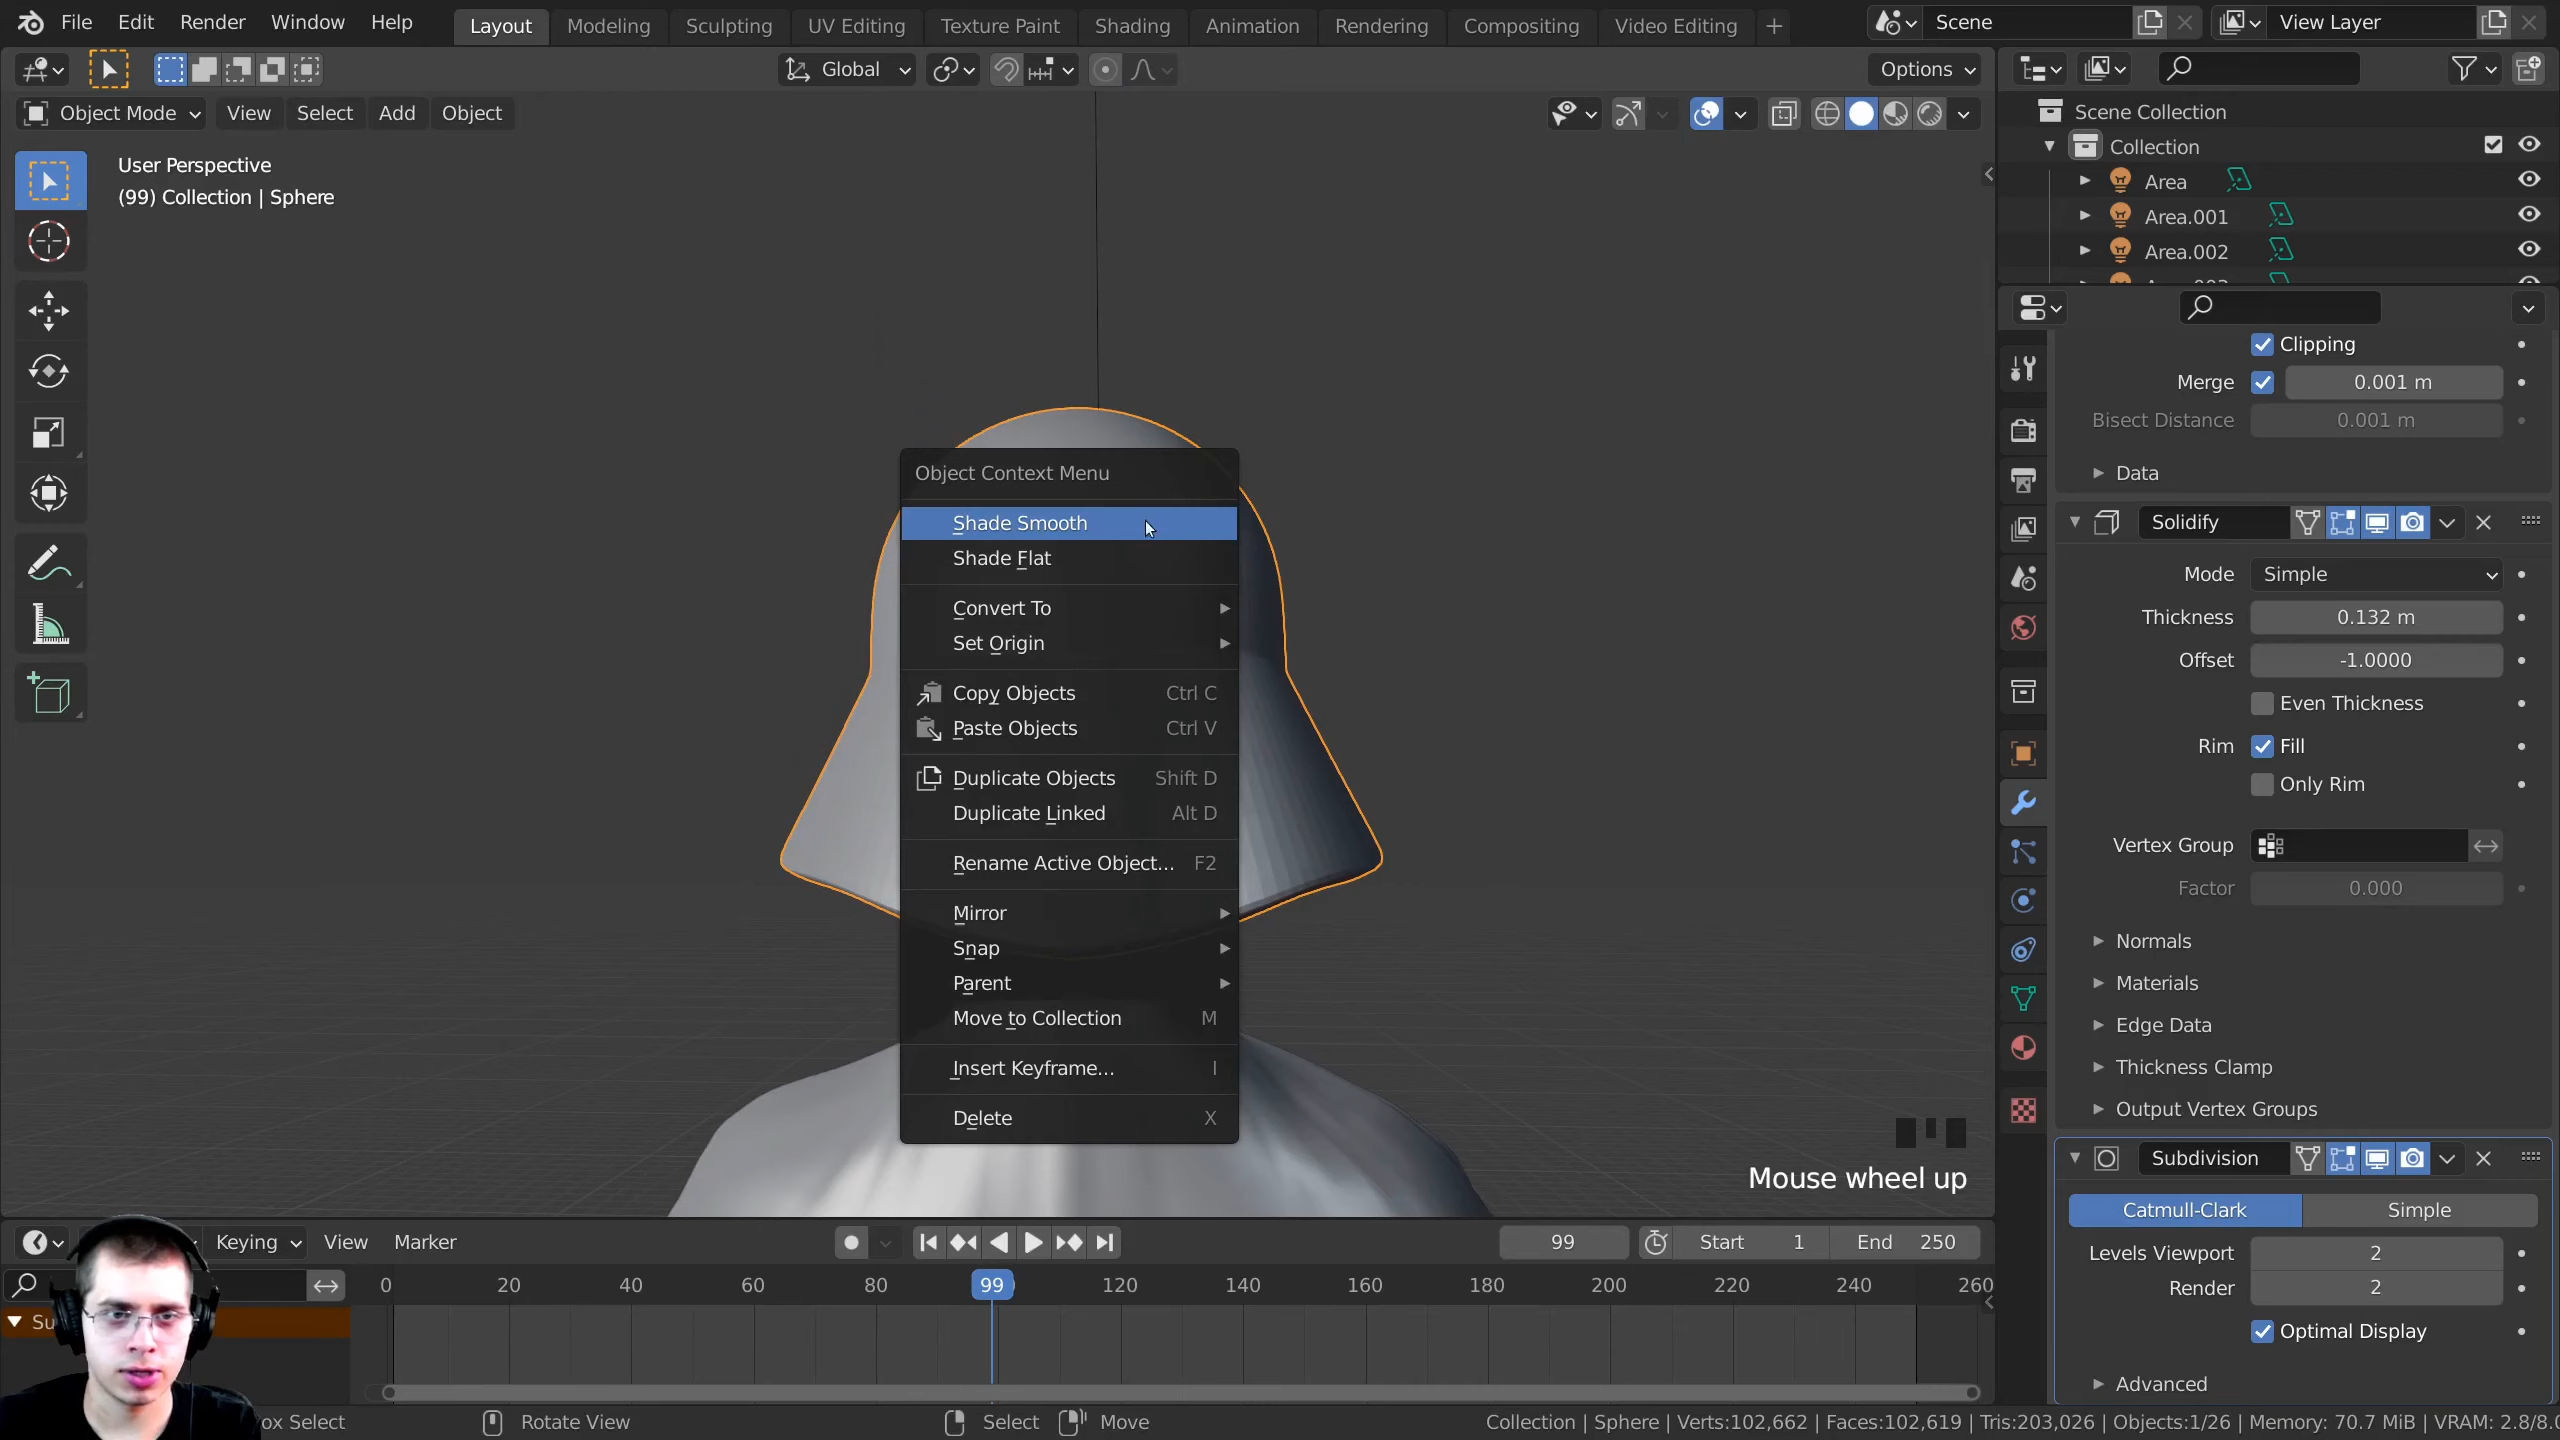 File Edit Render Window Help Layout Modeling Sculpting UV Editing Texture Paint Shading Animation Rendering Compositing Video Editing + Scene View Layer
Global Options
Object Mode View Select Add Object
User Perspective
(99) Collection | Sphere
Scene Collection
Collection
Area
Area.001
Area.002
Clipping
Merge 0.001 m
Bisect Distance 0.001 m
Data
Solidify
Mode Simple
Thickness 0.132 m
Offset -1.0000
Even Thickness
Rim Fill
Only Rim
Vertex Group
Factor 0.000
Normals
Materials
Edge Data
Thickness Clamp
Output Vertex Groups
Subdivision
Catmull-Clark Simple
Levels Viewport 2
Render 2
Optimal Display
Advanced
Object Context Menu
Shade Smooth
Shade Flat
Convert To
Set Origin
Copy Objects Ctrl C
Paste Objects Ctrl V
Duplicate Objects Shift D
Duplicate Linked Alt D
Rename Active Object... F2
Mirror
Snap
Parent
Move to Collection M
Insert Keyframe... I
Delete X
Mouse wheel up
Keying View Marker 99 Start 1 End 250
0 20 40 60 80 99 120 140 160 180 200 220 240 260
Su
ox Select Rotate View Select Move Collection | Sphere | Verts:102,662 | Faces:102,619 | Tris:203,026 | Objects:1/26 | Memory: 70.7 MiB | VRAM: 2.8/8.0